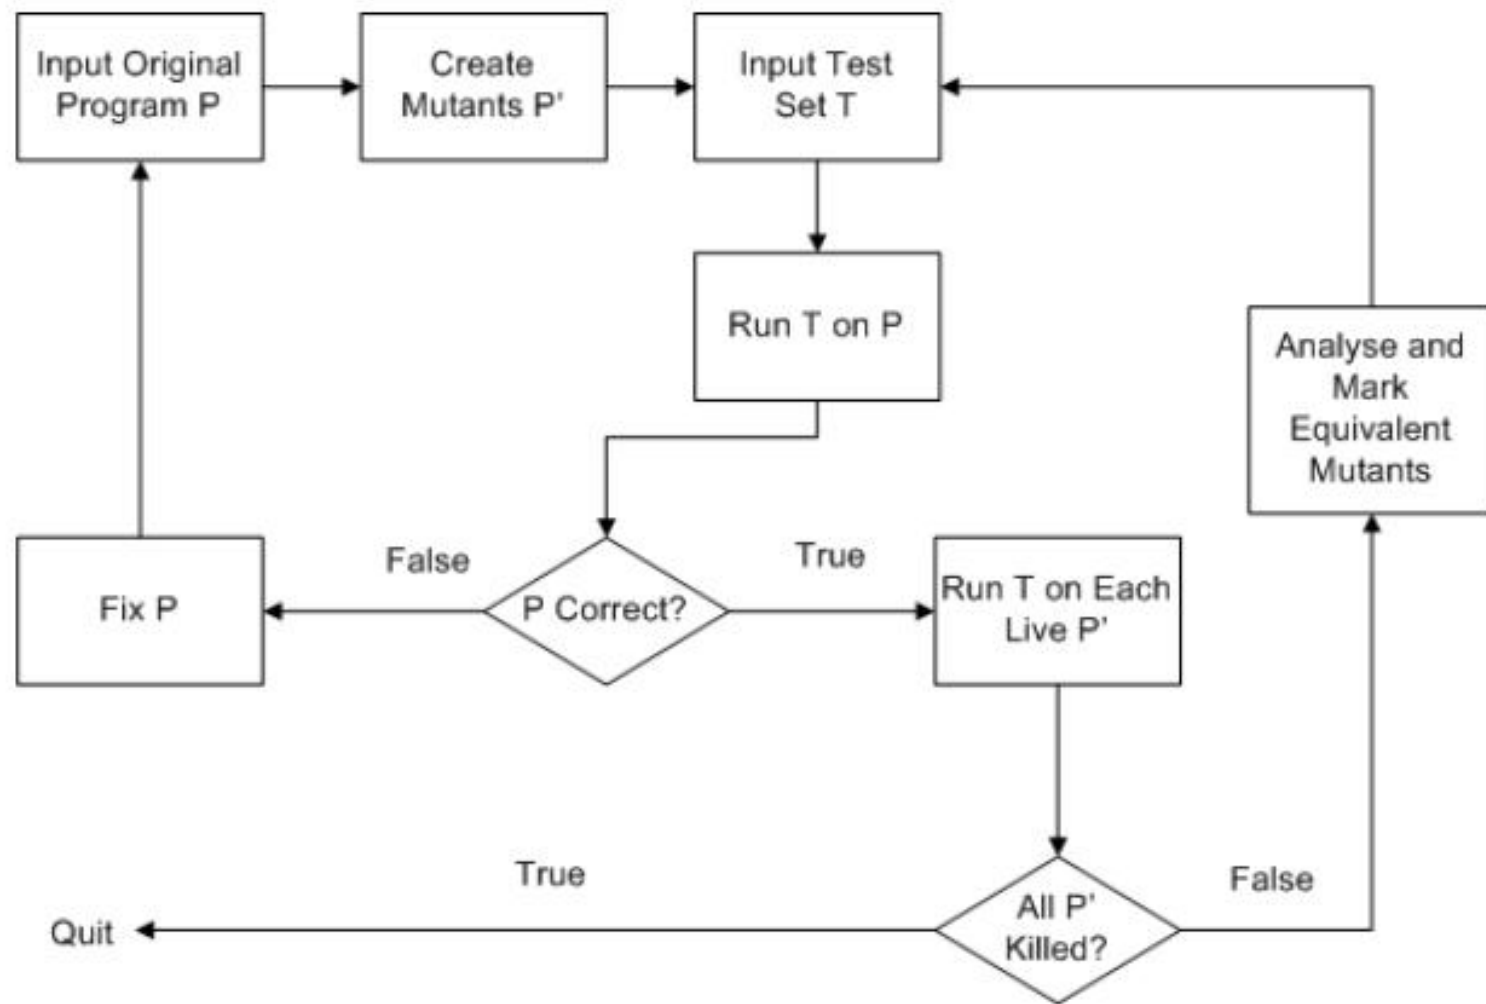 Input Original
Program P
Create
Mutants P’
Input Test
Set T
Run T on P
Analyse and
Mark
Equivalent
Mutants
False
True
Fix P
P Correct?
Run T on Each
Live P’
True
False
Quit
All P’
Killed?